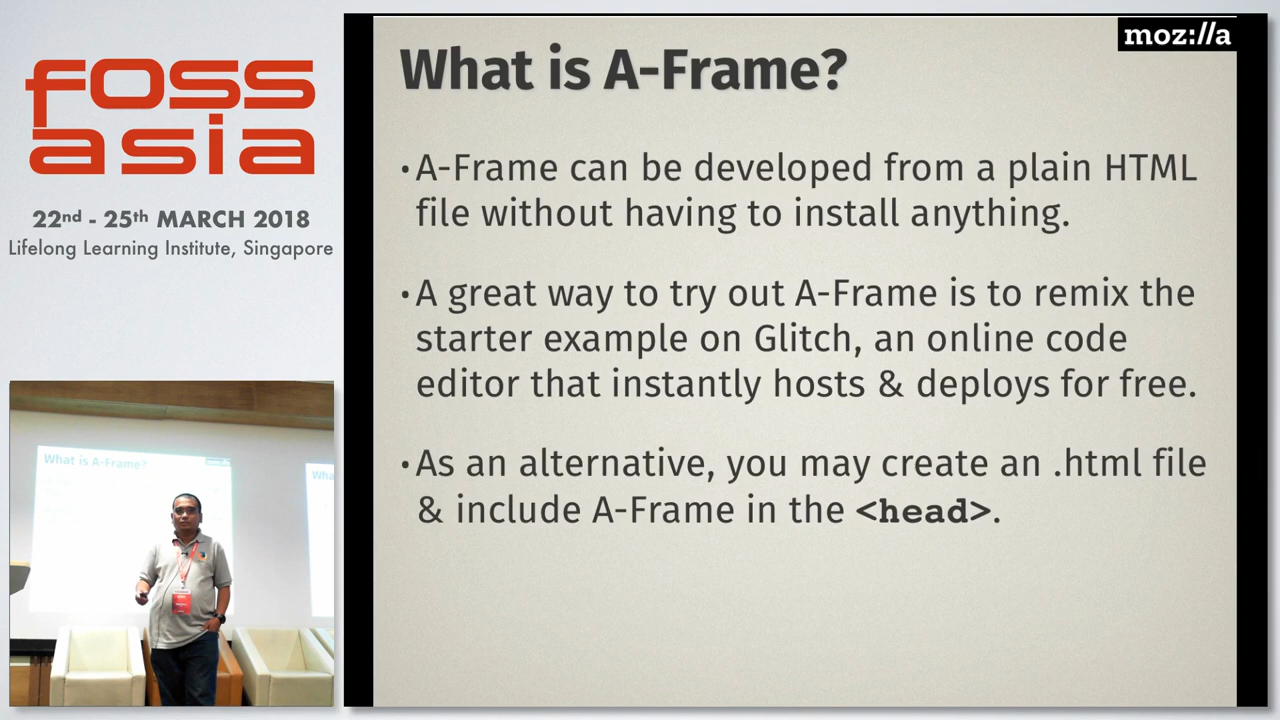 foss
asia
22nd - 25th MARCH 2018
Lifelong Learning Institute, Singapore
moz://a
What is A-Frame?
•A-Frame can be developed from a plain HTML
file without having to install anything.
•A great way to try out A-Frame is to remix the
starter example on Glitch, an online code
editor that instantly hosts & deploys for free.
•As an alternative, you may create an .html file
& include A-Frame in the <head>.
What is A-Frame?
Wha